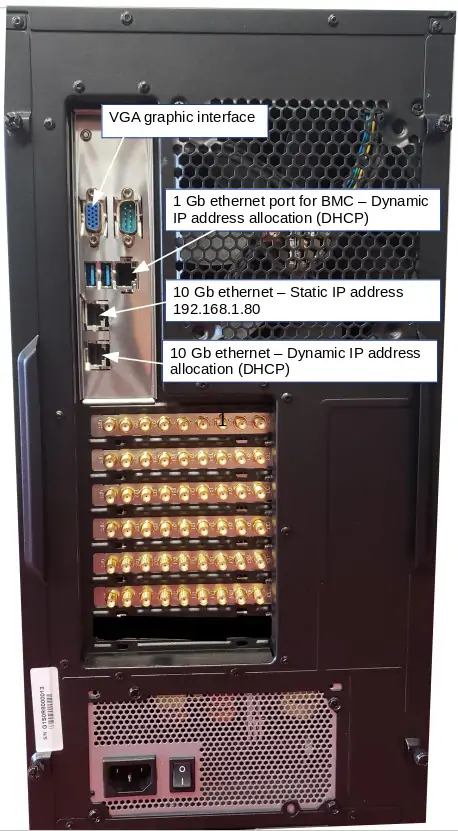 VGA graphic interface
1 Gb ethernet port for BMC – Dynamic
IP address allocation (DHCP)
10 Gb ethernet – Static IP address
192.168.1.80
10 Gb ethernet – Dynamic IP address
allocation (DHCP)
1